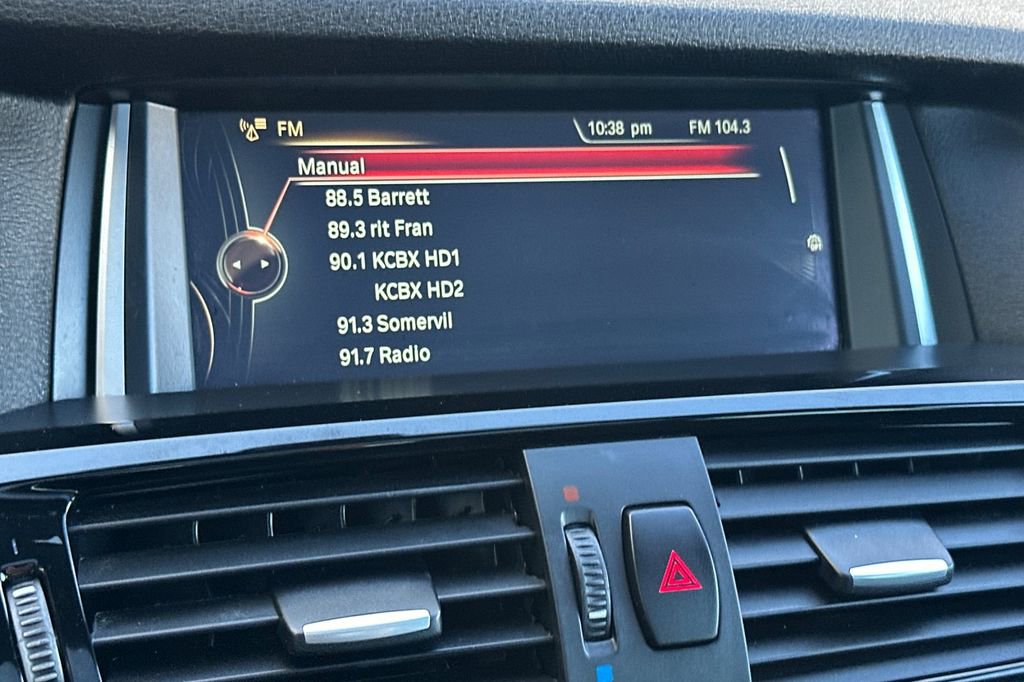 FM 10:38 pm FM 104.3
Manual
88.5 Barrett
89.3 rit Fran
90.1 KCBX HD1
KCBX HD2
91.3 Somervil
91.7 Radio
OPT